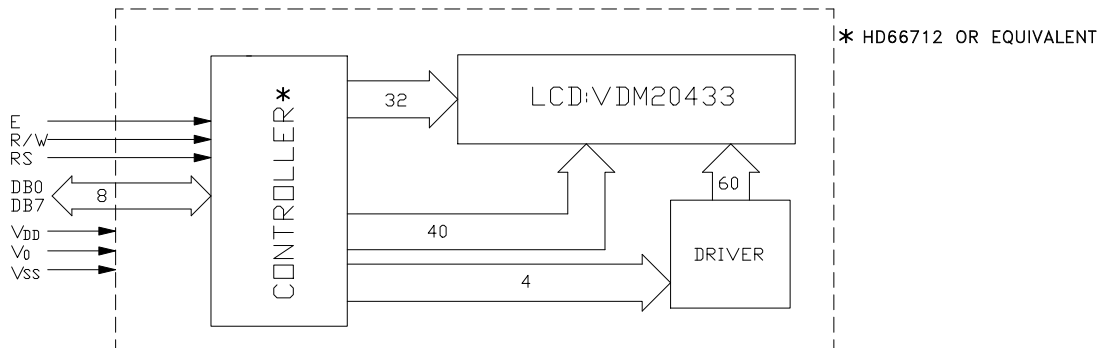 * HD66712 OR EQUIVALENT
LCD:VDM20433
CONTROLLER*
32
E
R/W
RS
DB0
DB7
8
60
VDD
V0
VSS
40
DRIVER
4